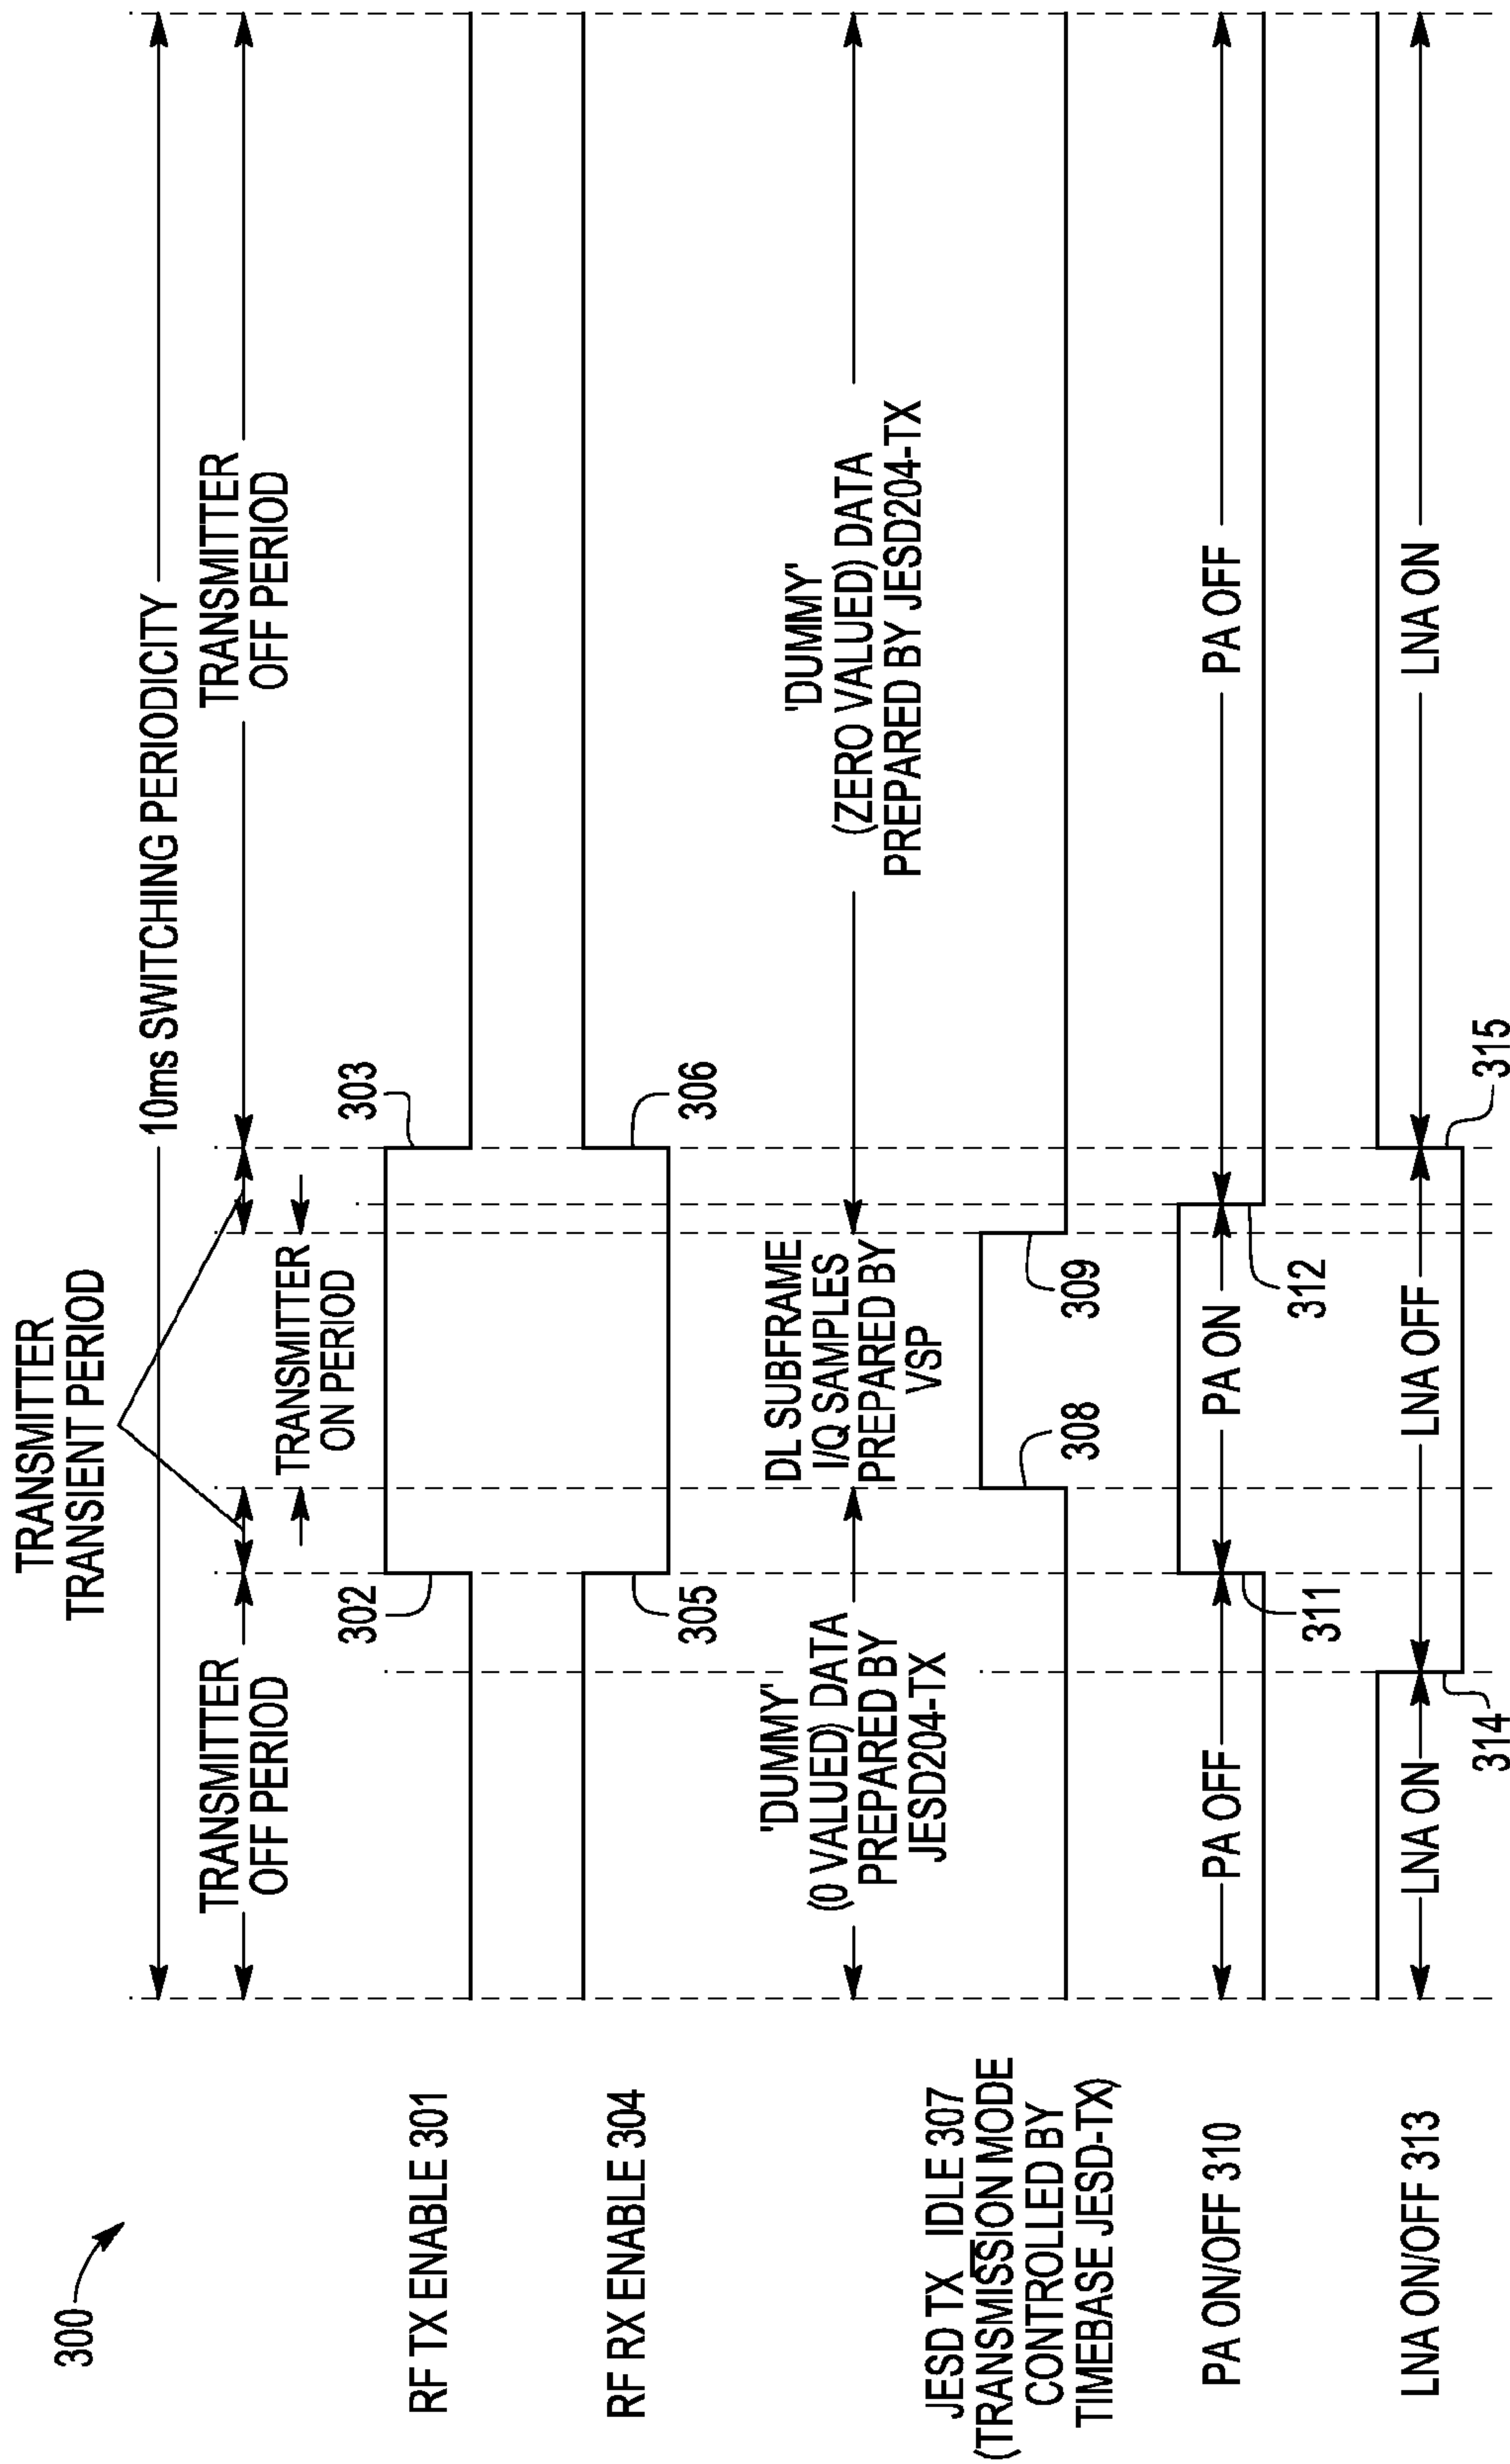 300
TRANSMITTER
TRANSIENT PERIOD
10ms SWITCHING PERIODICITY
TRANSMITTER
OFF PERIOD
TRANSMITTER
ON PERIOD
TRANSMITTER
OFF PERIOD
RF TX ENABLE 301
302
303
RF RX ENABLE 304
305
306
'DUMMY'
(0 VALUED) DATA
PREPARED BY
JESD204-TX
DL SUBFRAME
I/Q SAMPLES
PREPARED BY
VSP
'DUMMY'
(ZERO VALUED) DATA
PREPARED BY JESD204-TX
JESD TX_IDLE 307
(TRANSMISSION MODE
CONTROLLED BY
TIMEBASE JESD-TX)
308
309
PA ON/OFF 310
PA OFF
311
PA ON
312
PA OFF
LNA ON/OFF 313
LNA ON
314
LNA OFF
315
LNA ON